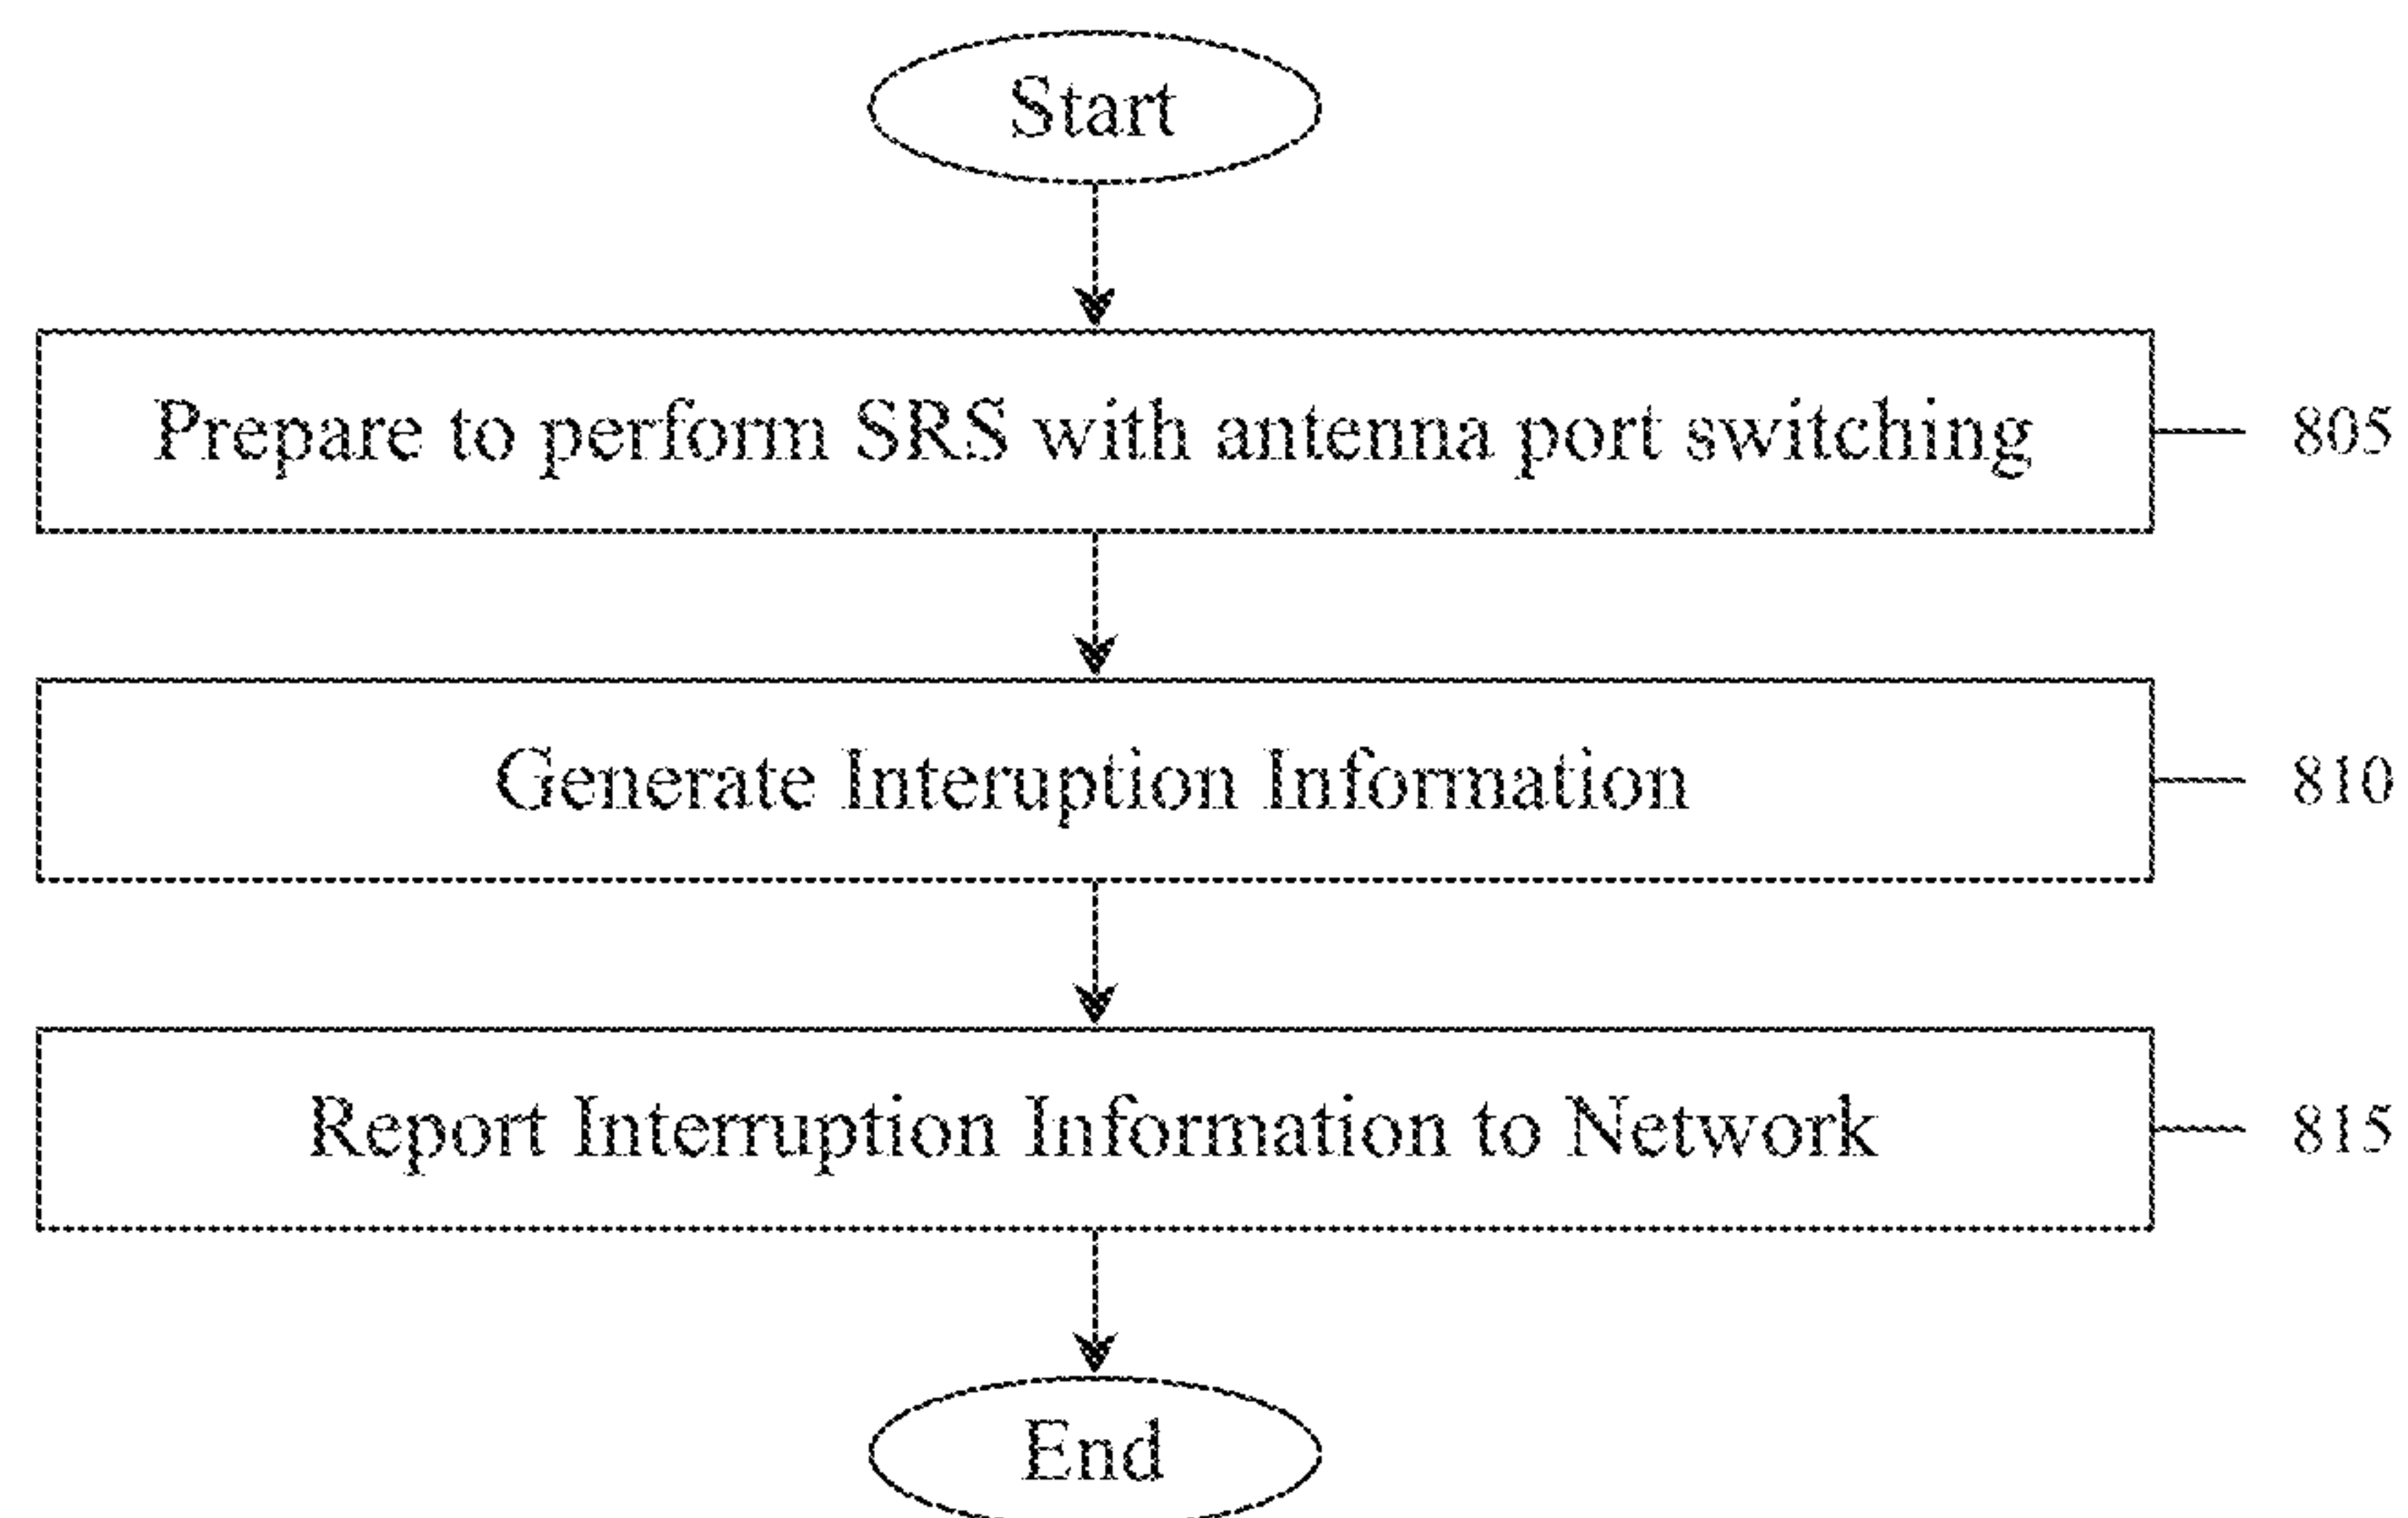 Start
Prepare to perform SRS with antenna port switching
805
Generate Interuption Information
810
Report Interruption Information to Network
815
End